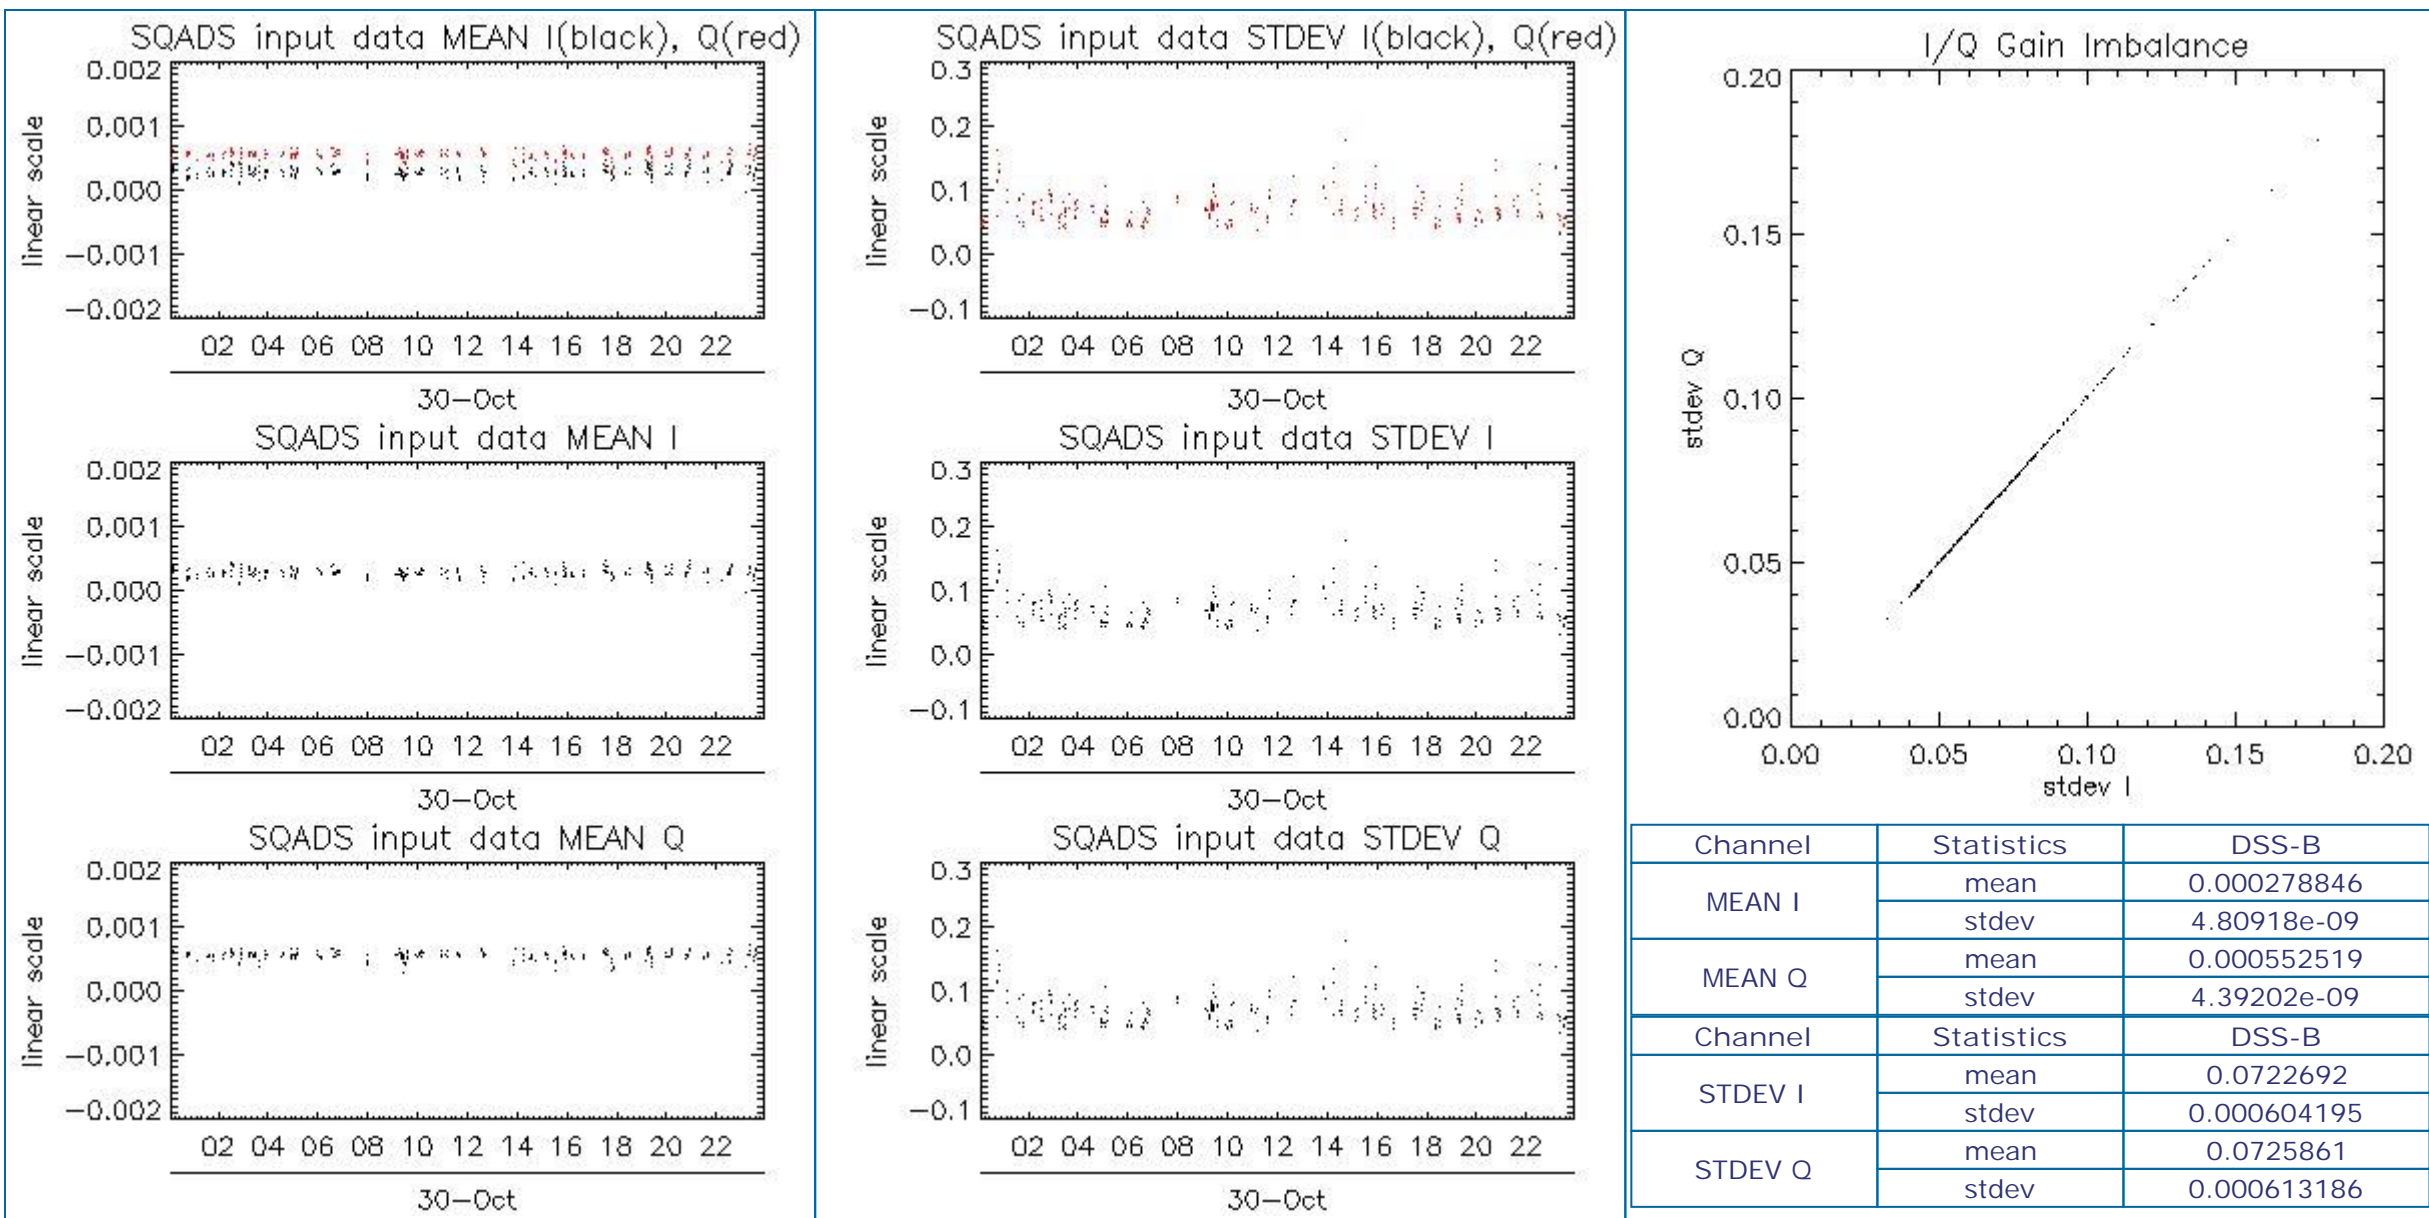 SQADS input data MEAN I(black), Q(red)
0.002
0.001
0.000
-0.001
-0.002
linear scale
02 04 06 08 10 12 14 16 18 20 22
30-Oct
SQADS input data MEAN I
0.002
0.001
0.000
-0.001
-0.002
linear scale
02 04 06 08 10 12 14 16 18 20 22
30-Oct
SQADS input data MEAN Q
0.002
0.001
0.000
-0.001
-0.002
linear scale
02 04 06 08 10 12 14 16 18 20 22
30-Oct
SQADS input data STDEV I(black), Q(red)
0.3
0.2
0.1
0.0
-0.1
linear scale
02 04 06 08 10 12 14 16 18 20 22
30-Oct
SQADS input data STDEV I
0.3
0.2
0.1
0.0
-0.1
linear scale
02 04 06 08 10 12 14 16 18 20 22
30-Oct
SQADS input data STDEV Q
0.3
0.2
0.1
0.0
-0.1
linear scale
02 04 06 08 10 12 14 16 18 20 22
30-Oct
I/Q Gain Imbalance
0.20
0.15
0.10
0.05
0.00
stdev Q
0.00 0.05 0.10 0.15 0.20
stdev I
Channel Statistics DSS-B
MEAN I mean 0.000278846
stdev 4.80918e-09
MEAN Q mean 0.000552519
stdev 4.39202e-09
Channel Statistics DSS-B
STDEV I mean 0.0722692
stdev 0.000604195
STDEV Q mean 0.0725861
stdev 0.000613186